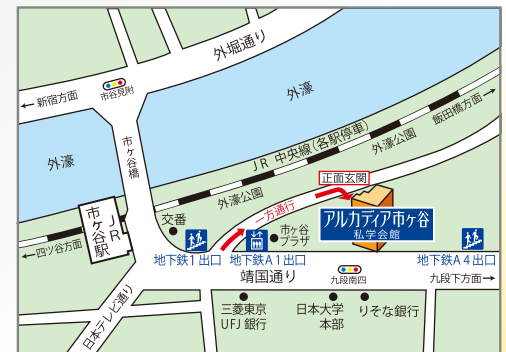 外堀通り
← 新宿方面
市谷見附
外濠
飯田橋方面 →
JR 中央線(各駅停車)
外濠公園
市ヶ谷橋
外濠
正面玄関
外濠公園
一方通行
JR
市ヶ谷駅
交番
アルカディア市ヶ谷
私学会館
市ヶ谷
プラザ
← 四ツ谷方面
地下鉄1出口
地下鉄A1出口
地下鉄A4出口
靖国通り
九段南四
九段下方面 →
三菱東京
UFJ 銀行
日本大学
本部
りそな銀行
日本テレビ通り